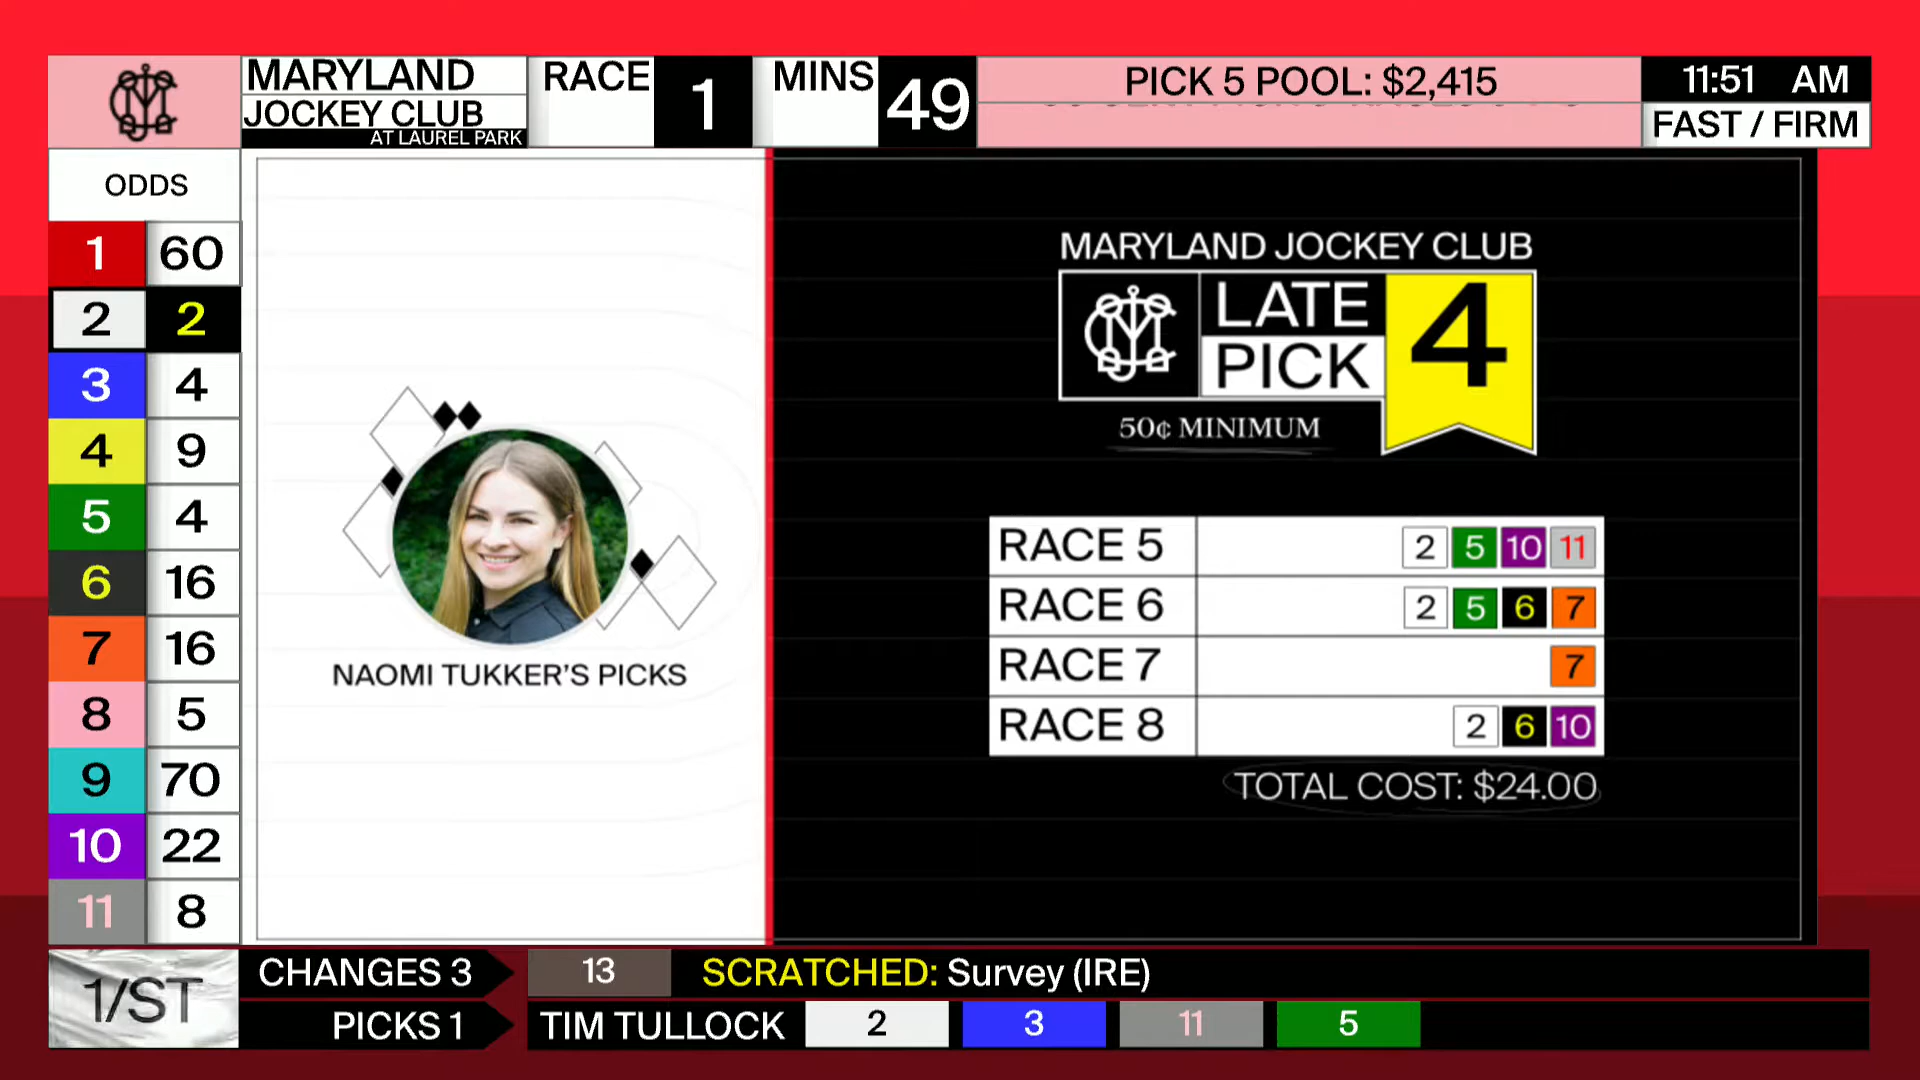 MARYLAND
JOCKEY CLUB
AT LAUREL PARK
RACE 1
MINS 49
PICK 5 POOL: $2,415
11:51 AM
FAST / FIRM
ODDS
1 60
2 2
3 4
4 9
5 4
6 16
7 16
8 5
9 70
10 22
11 8
NAOMI TUKKER'S PICKS
MARYLAND JOCKEY CLUB
LATE
PICK
4
50¢ MINIMUM
RACE 5 2 5 10 11
RACE 6 2 5 6 7
RACE 7 7
RACE 8 2 6 10
TOTAL COST: $24.00
1/ST
CHANGES 3 13 SCRATCHED: Survey (IRE)
PICKS 1 TIM TULLOCK 2 3 11 5